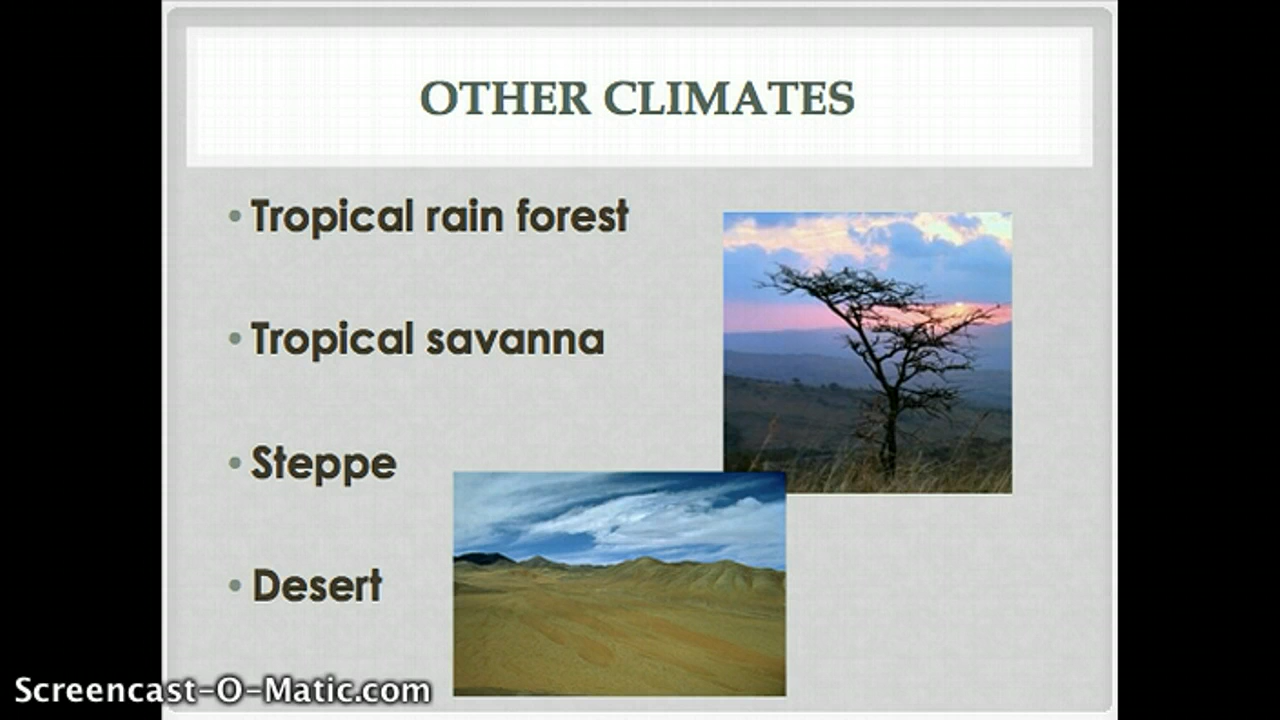 OTHER CLIMATES
• Tropical rain forest
• Tropical savanna
• Steppe
• Desert
Screencast-O-Matic.com